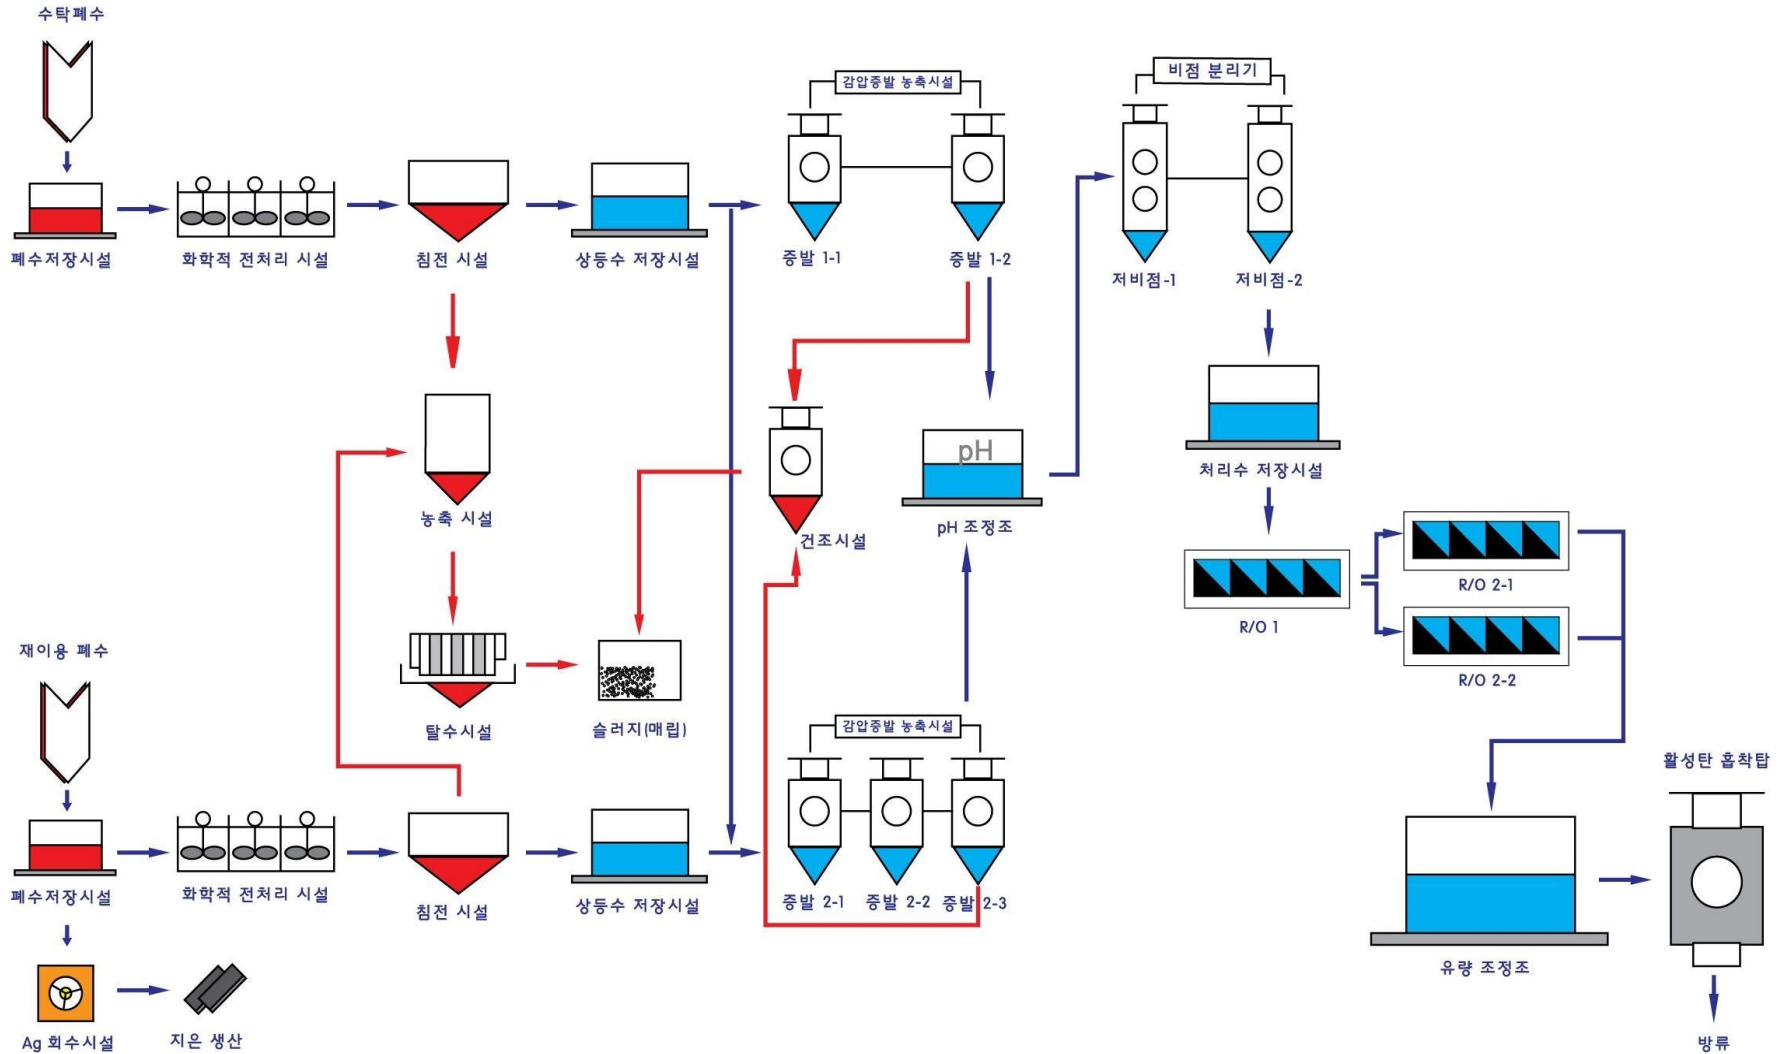 수탁폐수
폐수저장시설
화학적 전처리 시설
침전 시설
상등수 저장시설
감압증발 농축시설
증발 1-1
증발 1-2
비점 분리기
저비점-1
저비점-2
농축 시설
건조시설
pH
pH 조정조
처리수 저장시설
R/O 1
R/O 2-1
R/O 2-2
탈수시설
슬러지(매립)
재이용 폐수
폐수저장시설
화학적 전처리 시설
침전 시설
상등수 저장시설
감압증발 농축시설
증발 2-1
증발 2-2
증발 2-3
Ag 회수시설
지은 생산
유량 조정조
활성탄 흡착탑
방류